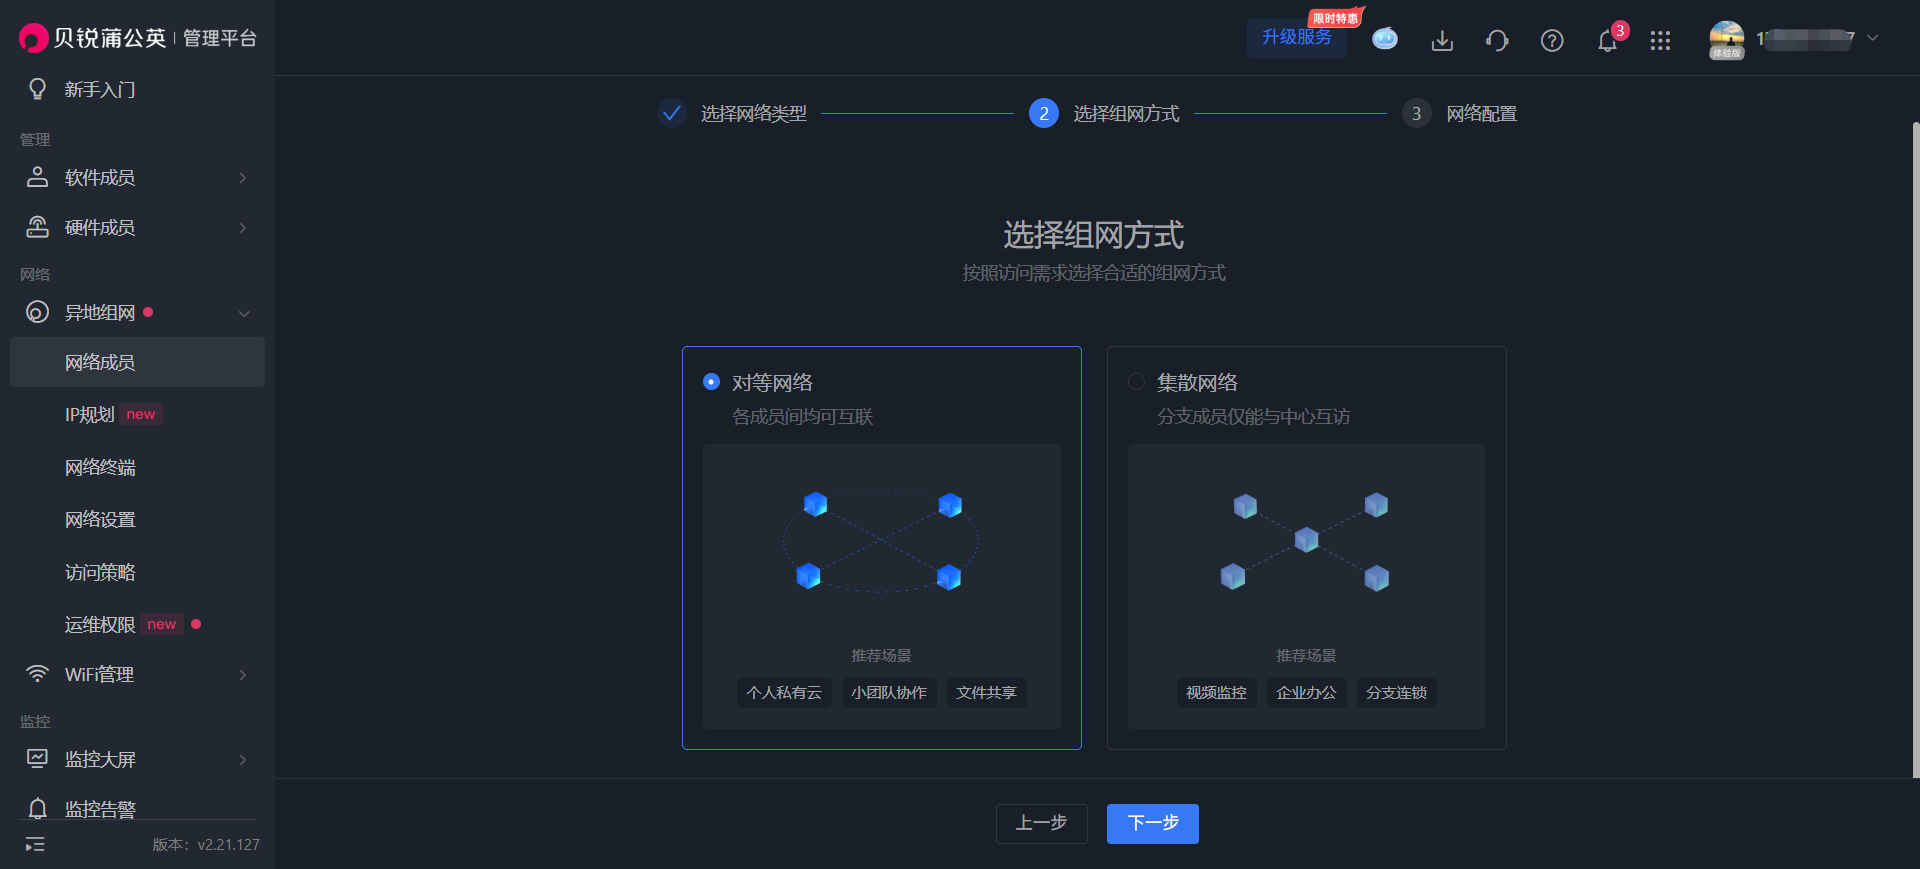 贝锐蒲公英 | 管理平台
限时特惠
升级服务
3
体验版
新手入门
管理
软件成员
硬件成员
网络
异地组网
网络成员
IP规划 new
网络终端
网络设置
访问策略
运维权限 new
WiFi管理
监控
监控大屏
监控告警
版本：v2.21.127
选择网络类型
2 选择组网方式
3 网络配置
选择组网方式
按照访问需求选择合适的组网方式
对等网络
各成员间均可互联
推荐场景
个人私有云 小团队协作 文件共享
集散网络
分支成员仅能与中心互访
推荐场景
视频监控 企业办公 分支连锁
上一步 下一步